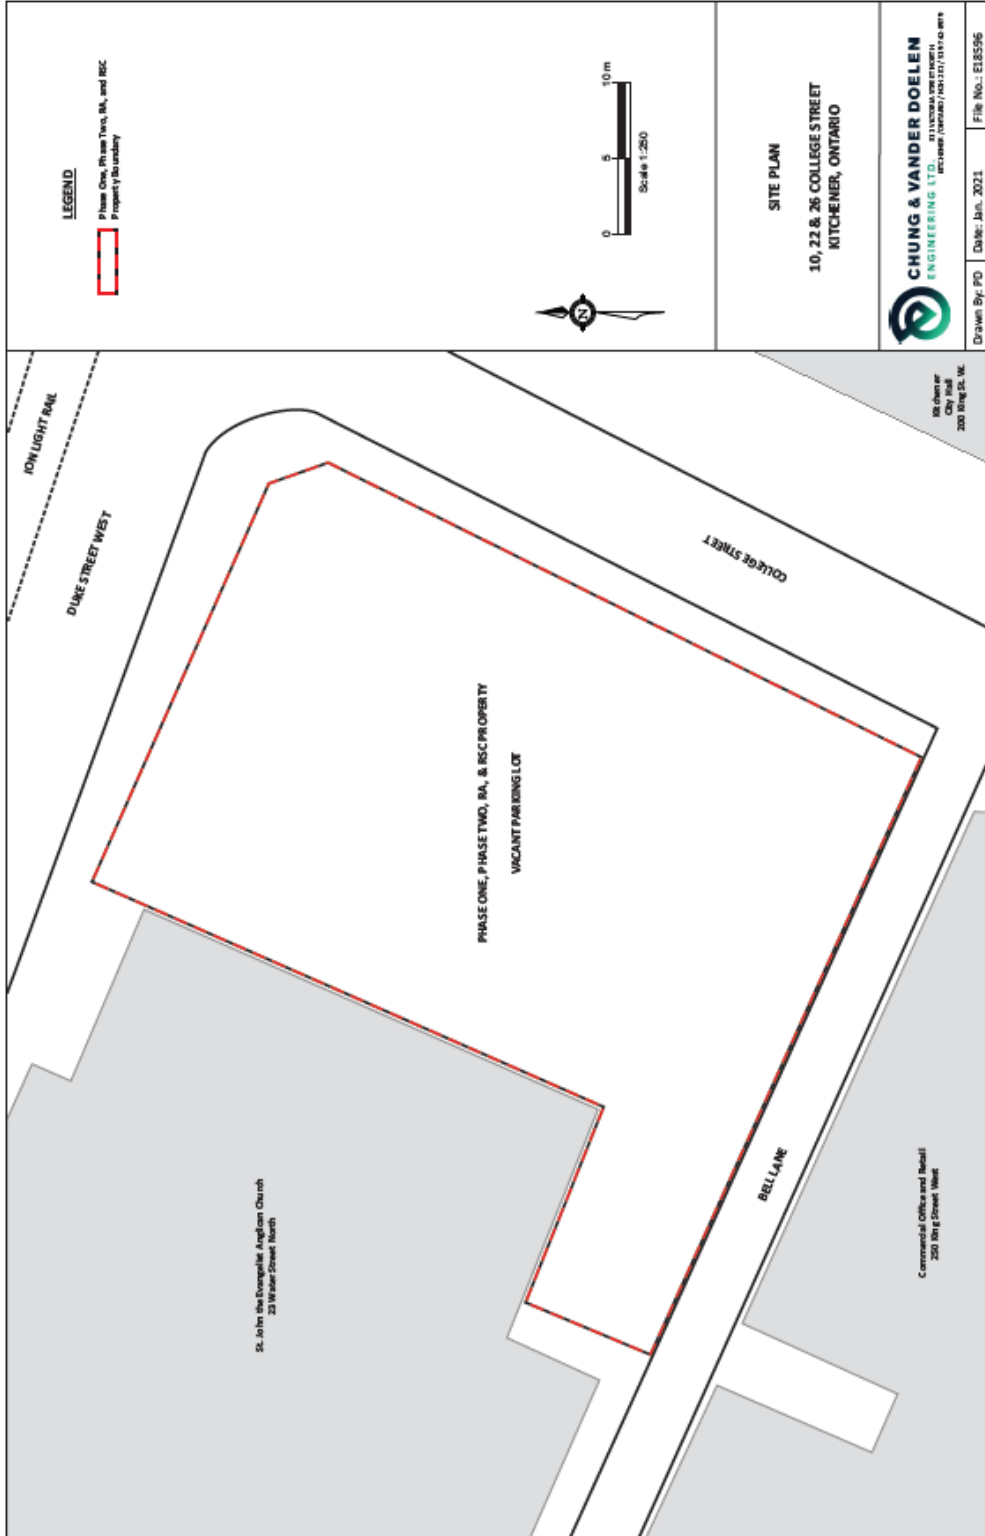 ION LIGHT RAIL
DUKE STREET WEST
COLLEGE STREET
PHASE ONE, PHASE TWO, RA, & RSC PROPERTY
VACANT PARKING LOT
St. John the Evangelist Anglican Church
23 Water Street North
BELL LANE
Commercial Office and Retail
250 King Street West
Kitchener
City Hall
200 King St. W.
LEGEND
Phase One, Phase Two, RA, and RSC
Property Boundary
N
0 5 10 m
Scale 1:250
SITE PLAN
10, 22 & 26 COLLEGE STREET
KITCHENER, ONTARIO
CHUNG & VANDER DOELEN
ENGINEERING LTD.
Drawn By: PD
Date: Jan. 2021
File No.: E18596